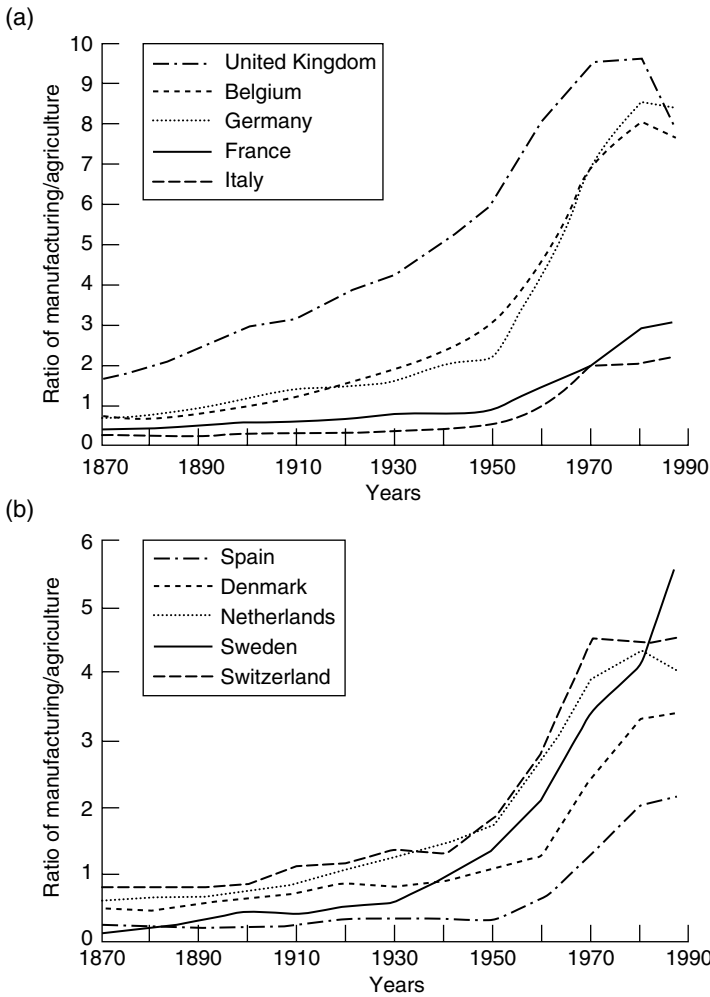 (a)
10
9
8
7
6
5
4
3
2
1
0
Ratio of manufacturing/agriculture
United Kingdom
Belgium
Germany
France
Italy
1870 1890 1910 1930 1950 1970 1990
Years
(b)
6
5
4
3
2
1
0
Ratio of manufacturing/agriculture
Spain
Denmark
Netherlands
Sweden
Switzerland
1870 1890 1910 1930 1950 1970 1990
Years